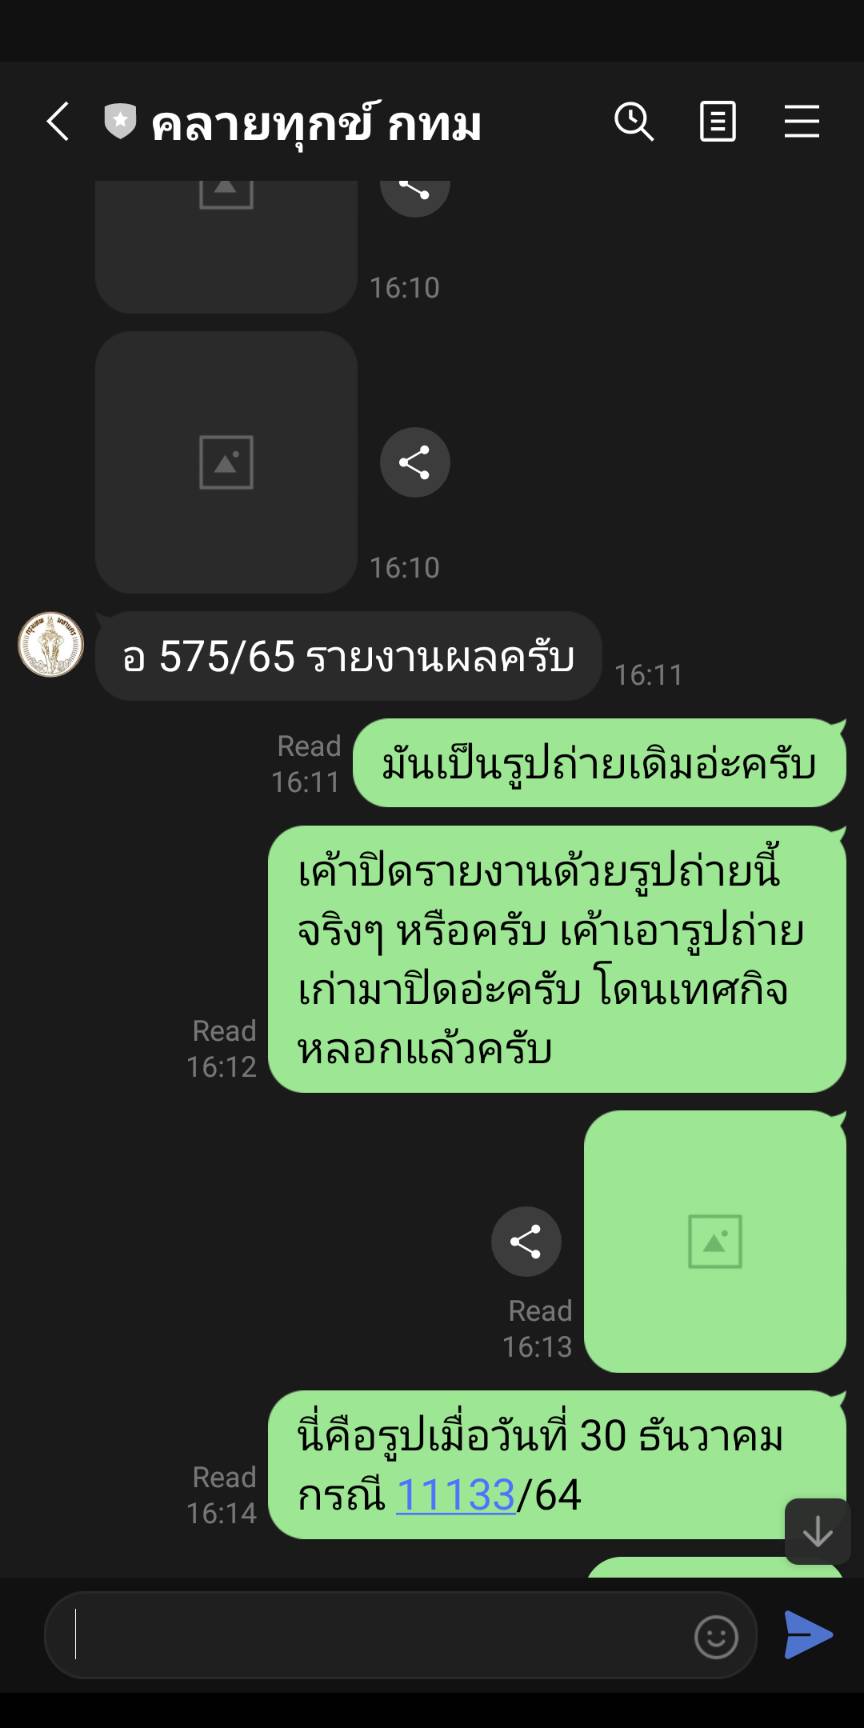 คลายทุกข์ กทม
16:10
16:10
อ 575/65 รายงานผลครับ
16:11
Read
16:11
มันเป็นรูปถ่ายเดิมอ่ะครับ
เค้าปิดรายงานด้วยรูปถ่ายนี้
จริงๆ หรือครับ เค้าเอารูปถ่าย
เก่ามาปิดอ่ะครับ โดนเทศกิจ
หลอกแล้วครับ
Read
16:12
Read
16:13
นี่คือรูปเมื่อวันที่ 30 ธันวาคม
กรณี 11133/64
Read
16:14